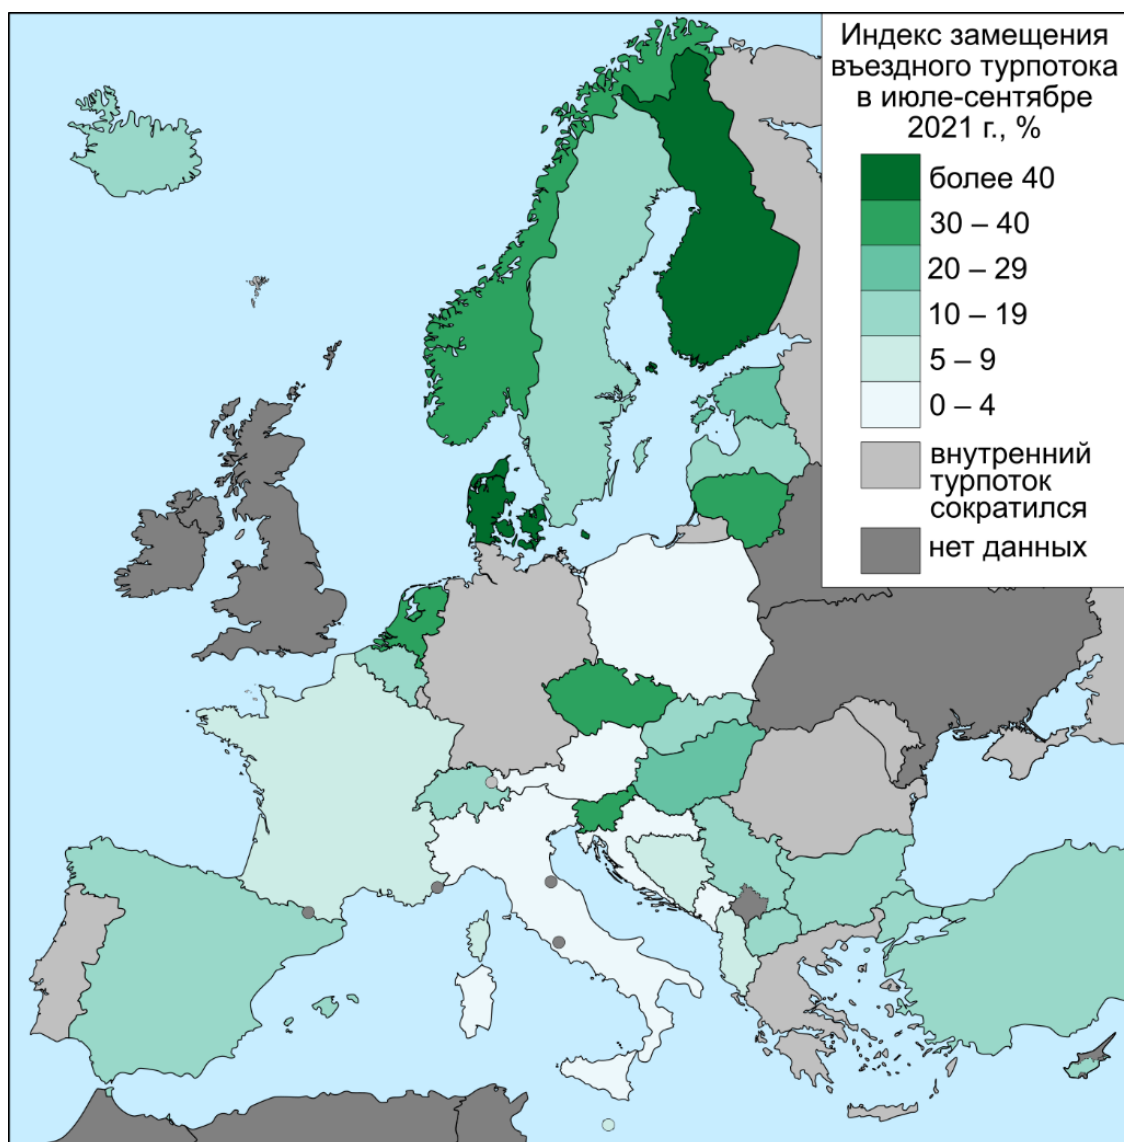 Индекс замещения
въездного турпотока
в июле-сентябре
2021 г., %
более 40
30 – 40
20 – 29
10 – 19
5 – 9
0 – 4
внутренний
турпоток
сократился
нет данных